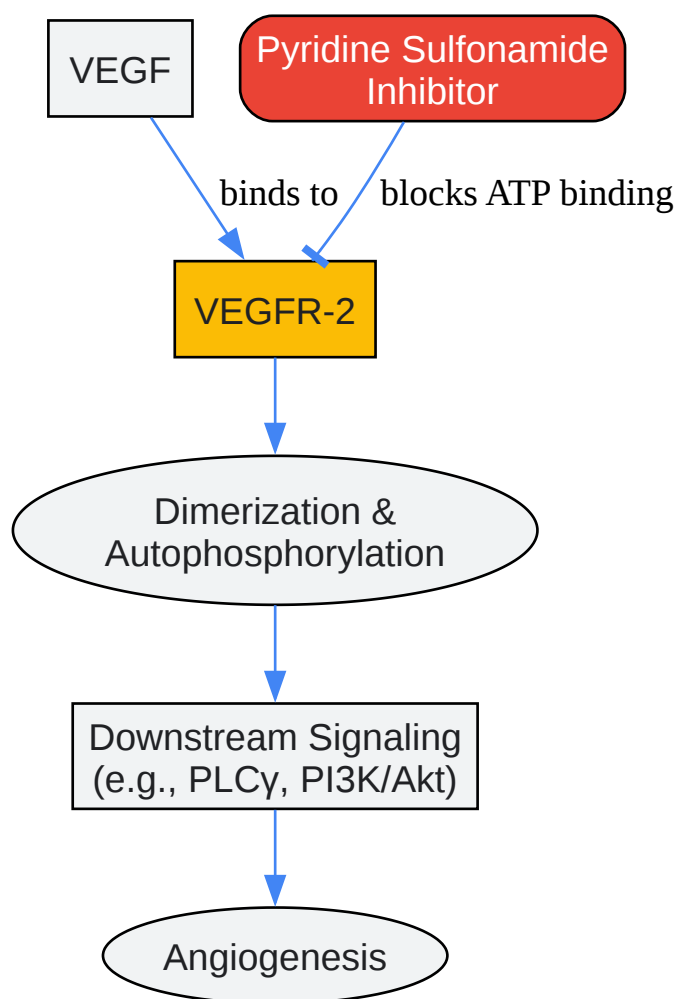 VEGF
Pyridine Sulfonamide
Inhibitor
binds to
blocks ATP binding
VEGFR-2
Dimerization &
Autophosphorylation
Downstream Signaling
(e.g., PLCγ, PI3K/Akt)
Angiogenesis